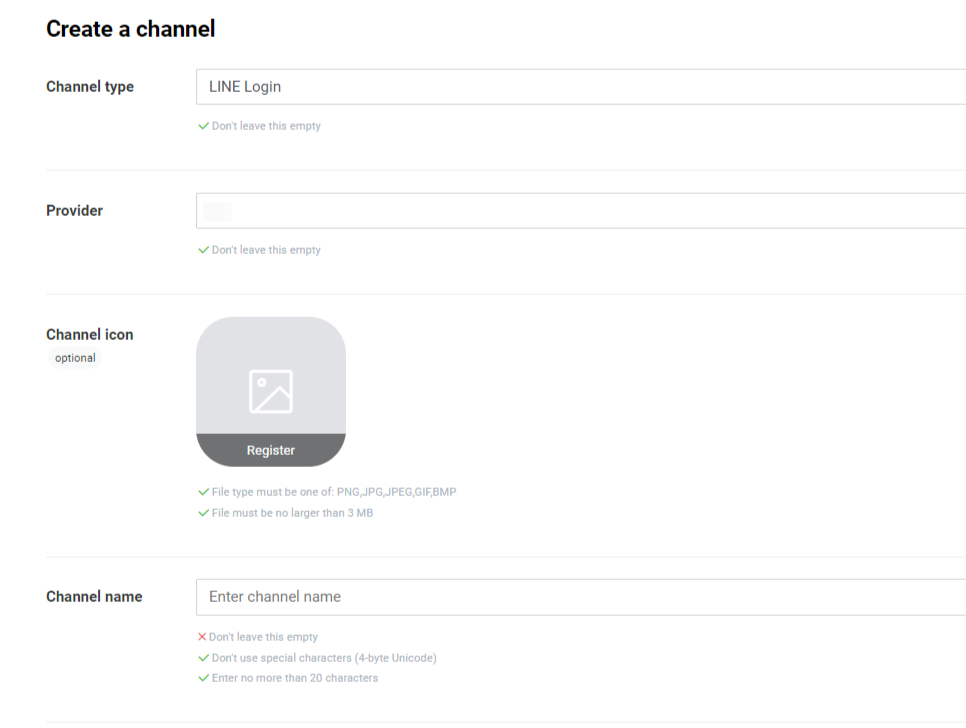 Create a channel
Channel type
LINE Login
Don't leave this empty
Provider
Don't leave this empty
Channel icon
optional
Register
File type must be one of: PNG,JPG,JPEG,GIF,BMP
File must be no larger than 3 MB
Channel name
Enter channel name
Don't leave this empty
Don't use special characters (4-byte Unicode)
Enter no more than 20 characters